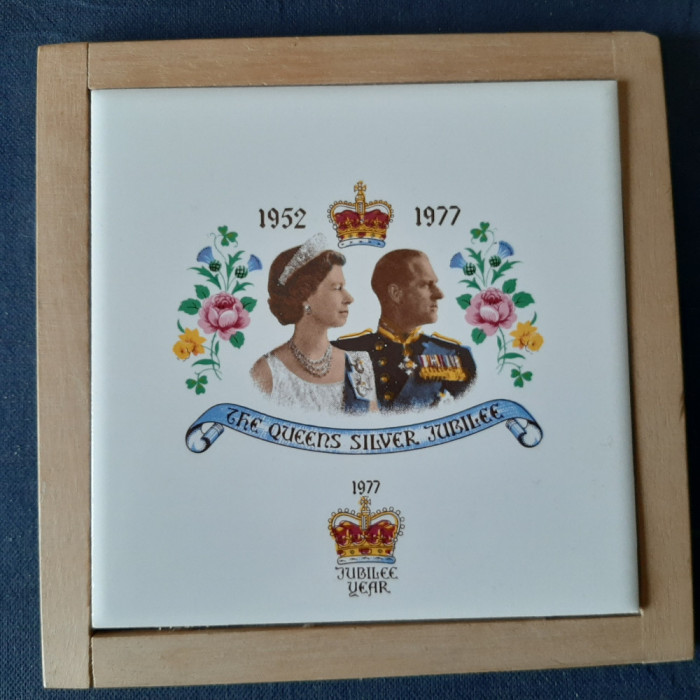 1952 1977
THE QUEENS SILVER JUBILEE
1977
JUBILEE
YEAR